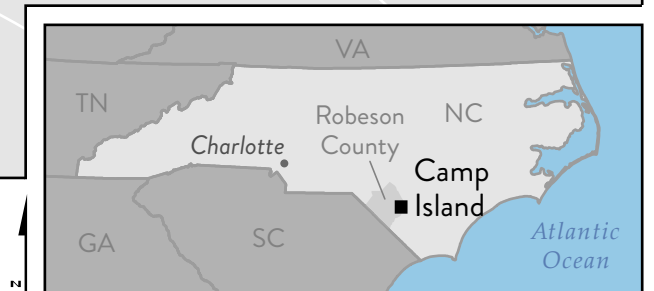 VA
TN
Robeson
County
NC
Charlotte
Camp
Island
GA
SC
Atlantic
Ocean
N